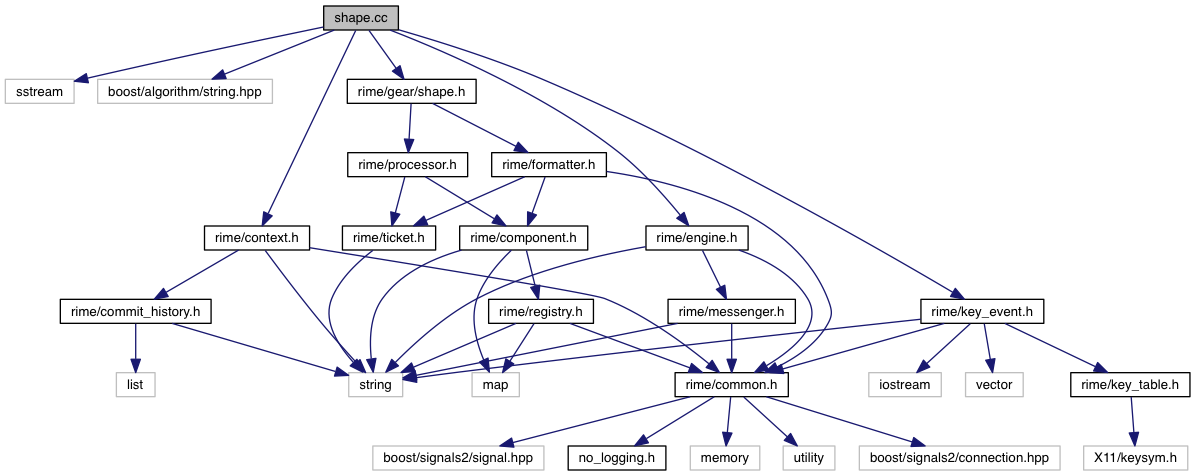 shape.cc
sstream
boost/algorithm/string.hpp
rime/gear/shape.h
rime/processor.h
rime/formatter.h
rime/context.h
rime/ticket.h
rime/component.h
rime/engine.h
rime/commit_history.h
rime/registry.h
rime/messenger.h
rime/key_event.h
list
string
map
rime/common.h
iostream
vector
rime/key_table.h
boost/signals2/signal.hpp
no_logging.h
memory
utility
boost/signals2/connection.hpp
X11/keysym.h